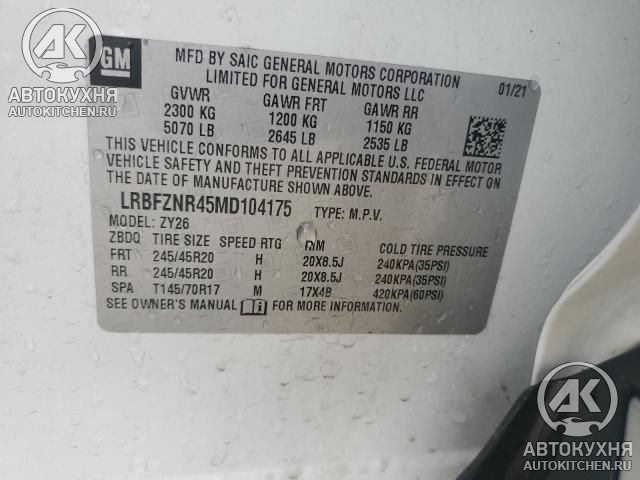 GM
MFD BY SAIC GENERAL MOTORS CORPORATION
LIMITED FOR GENERAL MOTORS LLC
01/21
GVWR GAWR FRT GAWR RR
2300 KG 1200 KG 1150 KG
5070 LB 2645 LB 2535 LB
THIS VEHICLE CONFORMS TO ALL APPLICABLE U.S. FEDERAL MOTOR
VEHICLE SAFETY AND THEFT PREVENTION STANDARDS IN EFFECT ON
THE DATE OF MANUFACTURE SHOWN ABOVE.
LRBFZNR45MD104175 TYPE: M.P.V.
MODEL: ZY26
ZBDQ TIRE SIZE SPEED RTG RIM COLD TIRE PRESSURE
FRT 245/45R20 H 20X8.5J 240KPA(35PSI)
RR 245/45R20 H 20X8.5J 240KPA(35PSI)
SPA T145/70R17 M 17X4B 420KPA(60PSI)
SEE OWNER'S MANUAL FOR MORE INFORMATION.
AK
АВТОКУХНЯ
AUTOKITCHEN.RU
AK
АВТОКУХНЯ
AUTOKITCHEN.RU